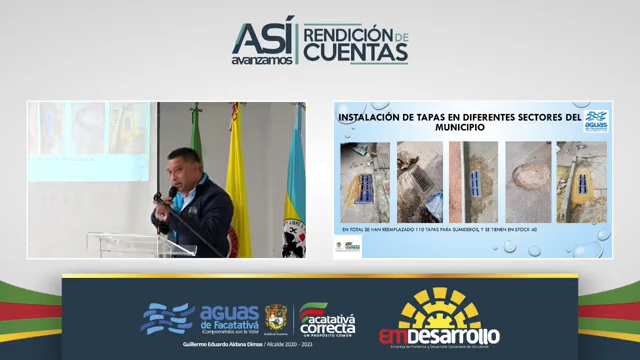 ASÍ
avanzamos
RENDICIÓN DE
CUENTAS
INSTALACIÓN DE TAPAS EN DIFERENTES SECTORES DEL
MUNICIPIO
aguas
de Facatativá
EN TOTAL SE HAN REEMPLAZADO 110 TAPAS PARA SUMIDEROS, Y SE TIENEN EN STOCK 40
aguas
de Facatativá
¡Comprometidos con la Vida!
Facatativá
correcta
UN PROPÓSITO COMÚN
Guillermo Eduardo Aldana Dimas / Alcalde 2020 - 2023
EMDESARROLLO